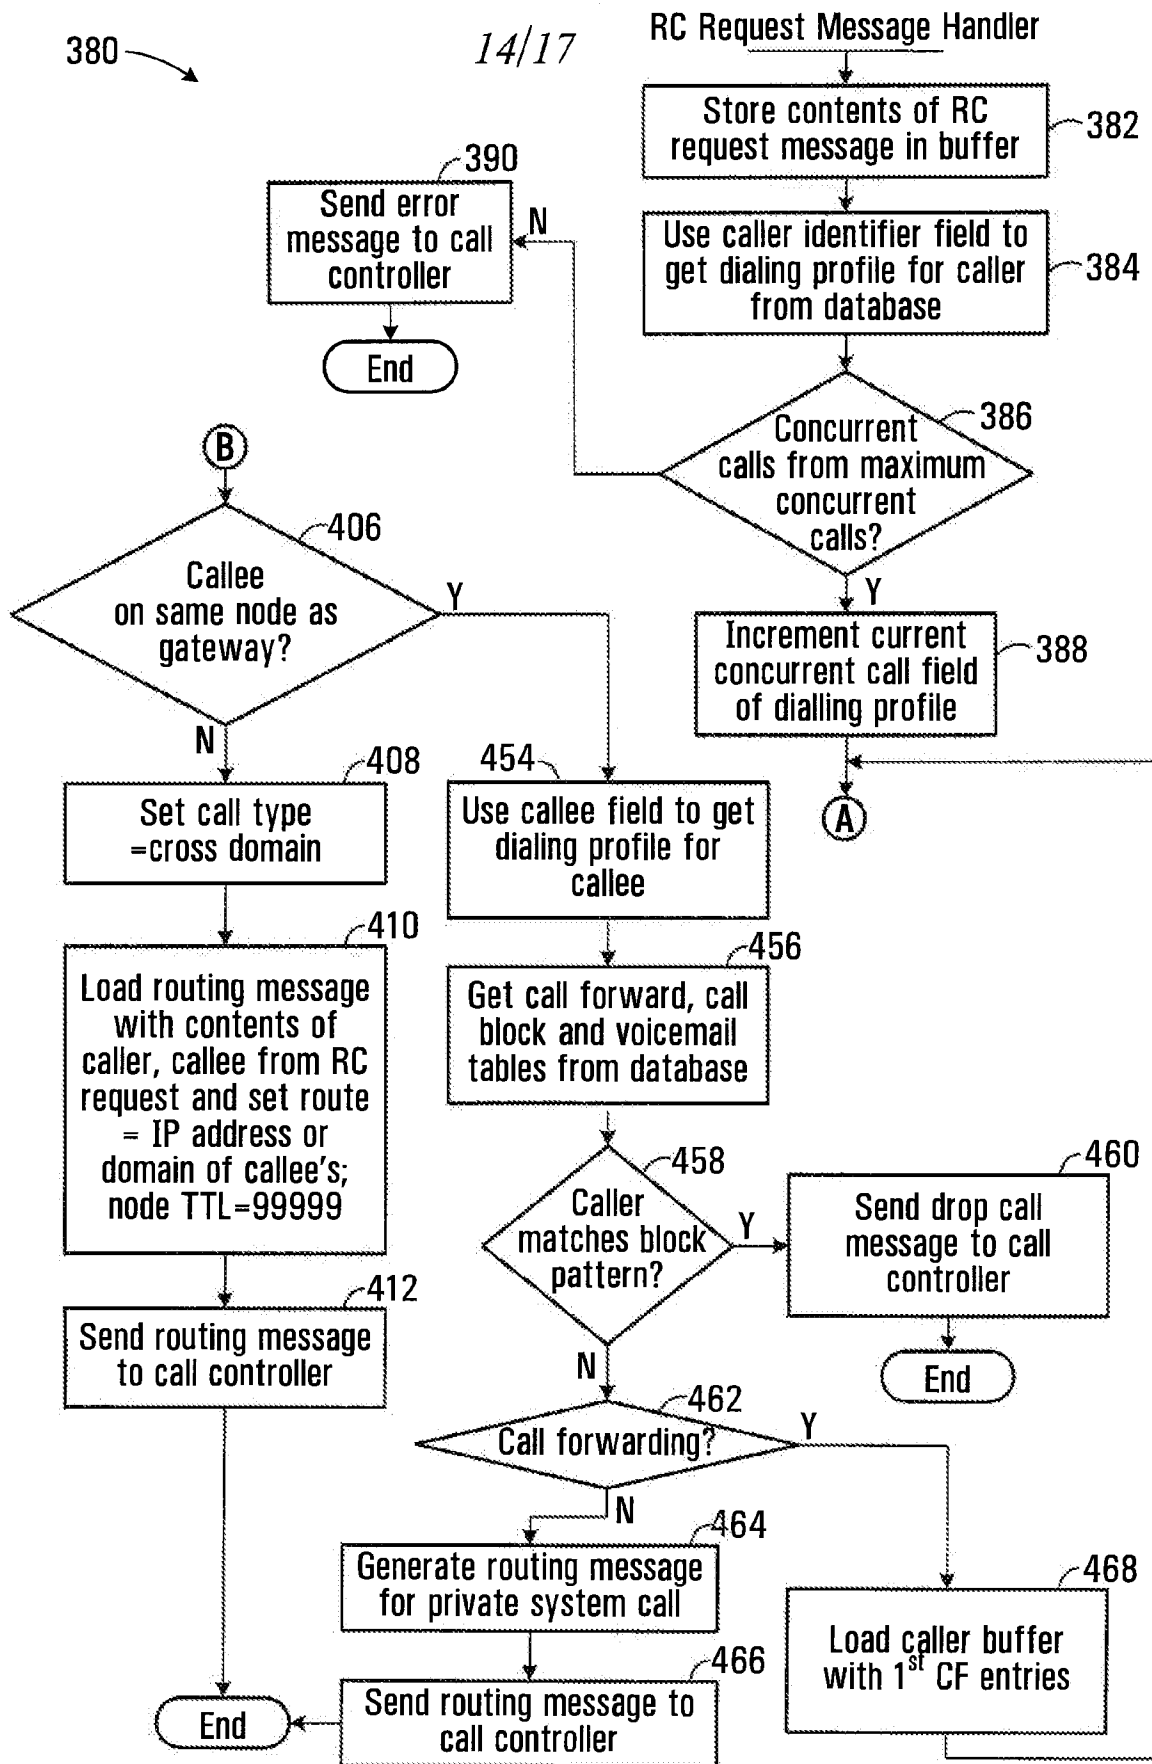 380
14/17
RC Request Message Handler
Store contents of RC
request message in buffer
382
390
Send error
message to call
controller
N
Use caller identifier field to
get dialing profile for caller
from database
384
End
386
Concurrent
calls from maximum
concurrent
calls?
B
406
Callee
on same node as
gateway?
Y
Y
Increment current
concurrent call field
of dialling profile
388
N
408
Set call type
=cross domain
454
Use callee field to get
dialing profile for
callee
A
410
Load routing message
with contents of
caller, callee from RC
request and set route
= IP address or
domain of callee's;
node TTL=99999
456
Get call forward, call
block and voicemail
tables from database
458
Caller
matches block
pattern?
Y
460
Send drop call
message to call
controller
412
Send routing message
to call controller
N
End
462
Call forwarding?
Y
N
464
Generate routing message
for private system call
468
Load caller buffer
with 1st CF entries
466
Send routing message to
call controller
End